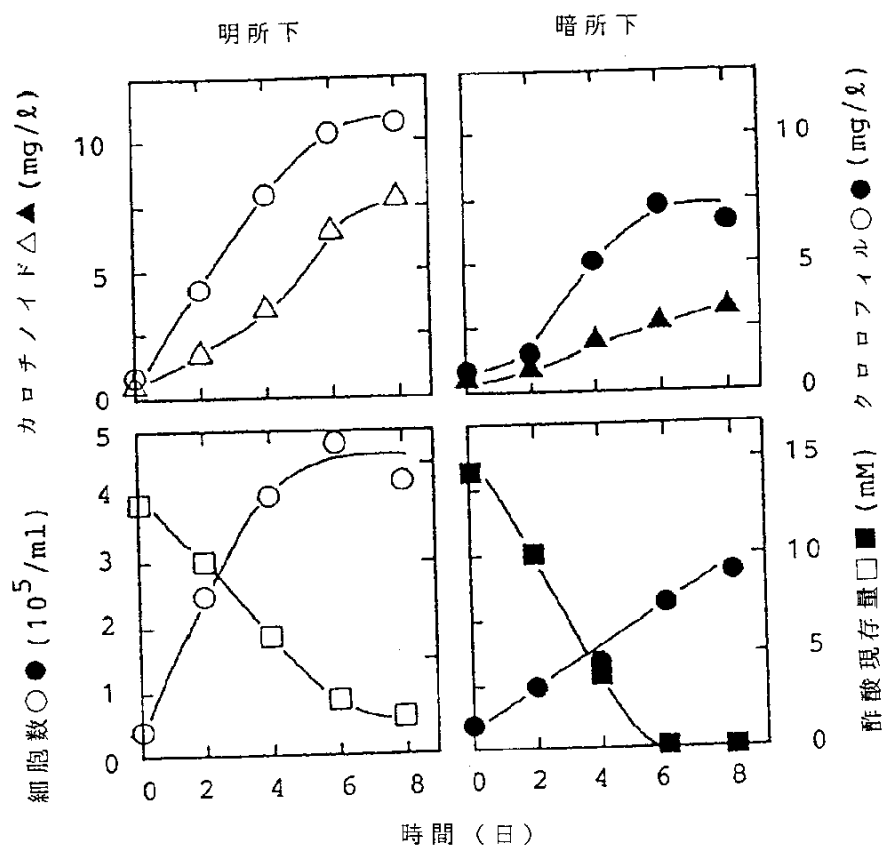 明所下
暗所下
カロチノイド△▲(mg/ℓ)
10
5
0
10
5
0
クロロフィル○●(mg/ℓ)
細胞数○●(10⁵/ml)
5
4
3
2
1
0
15
10
5
0
酢酸現存量□■(mM)
0 2 4 6 8
0 2 4 6 8
時間(日)